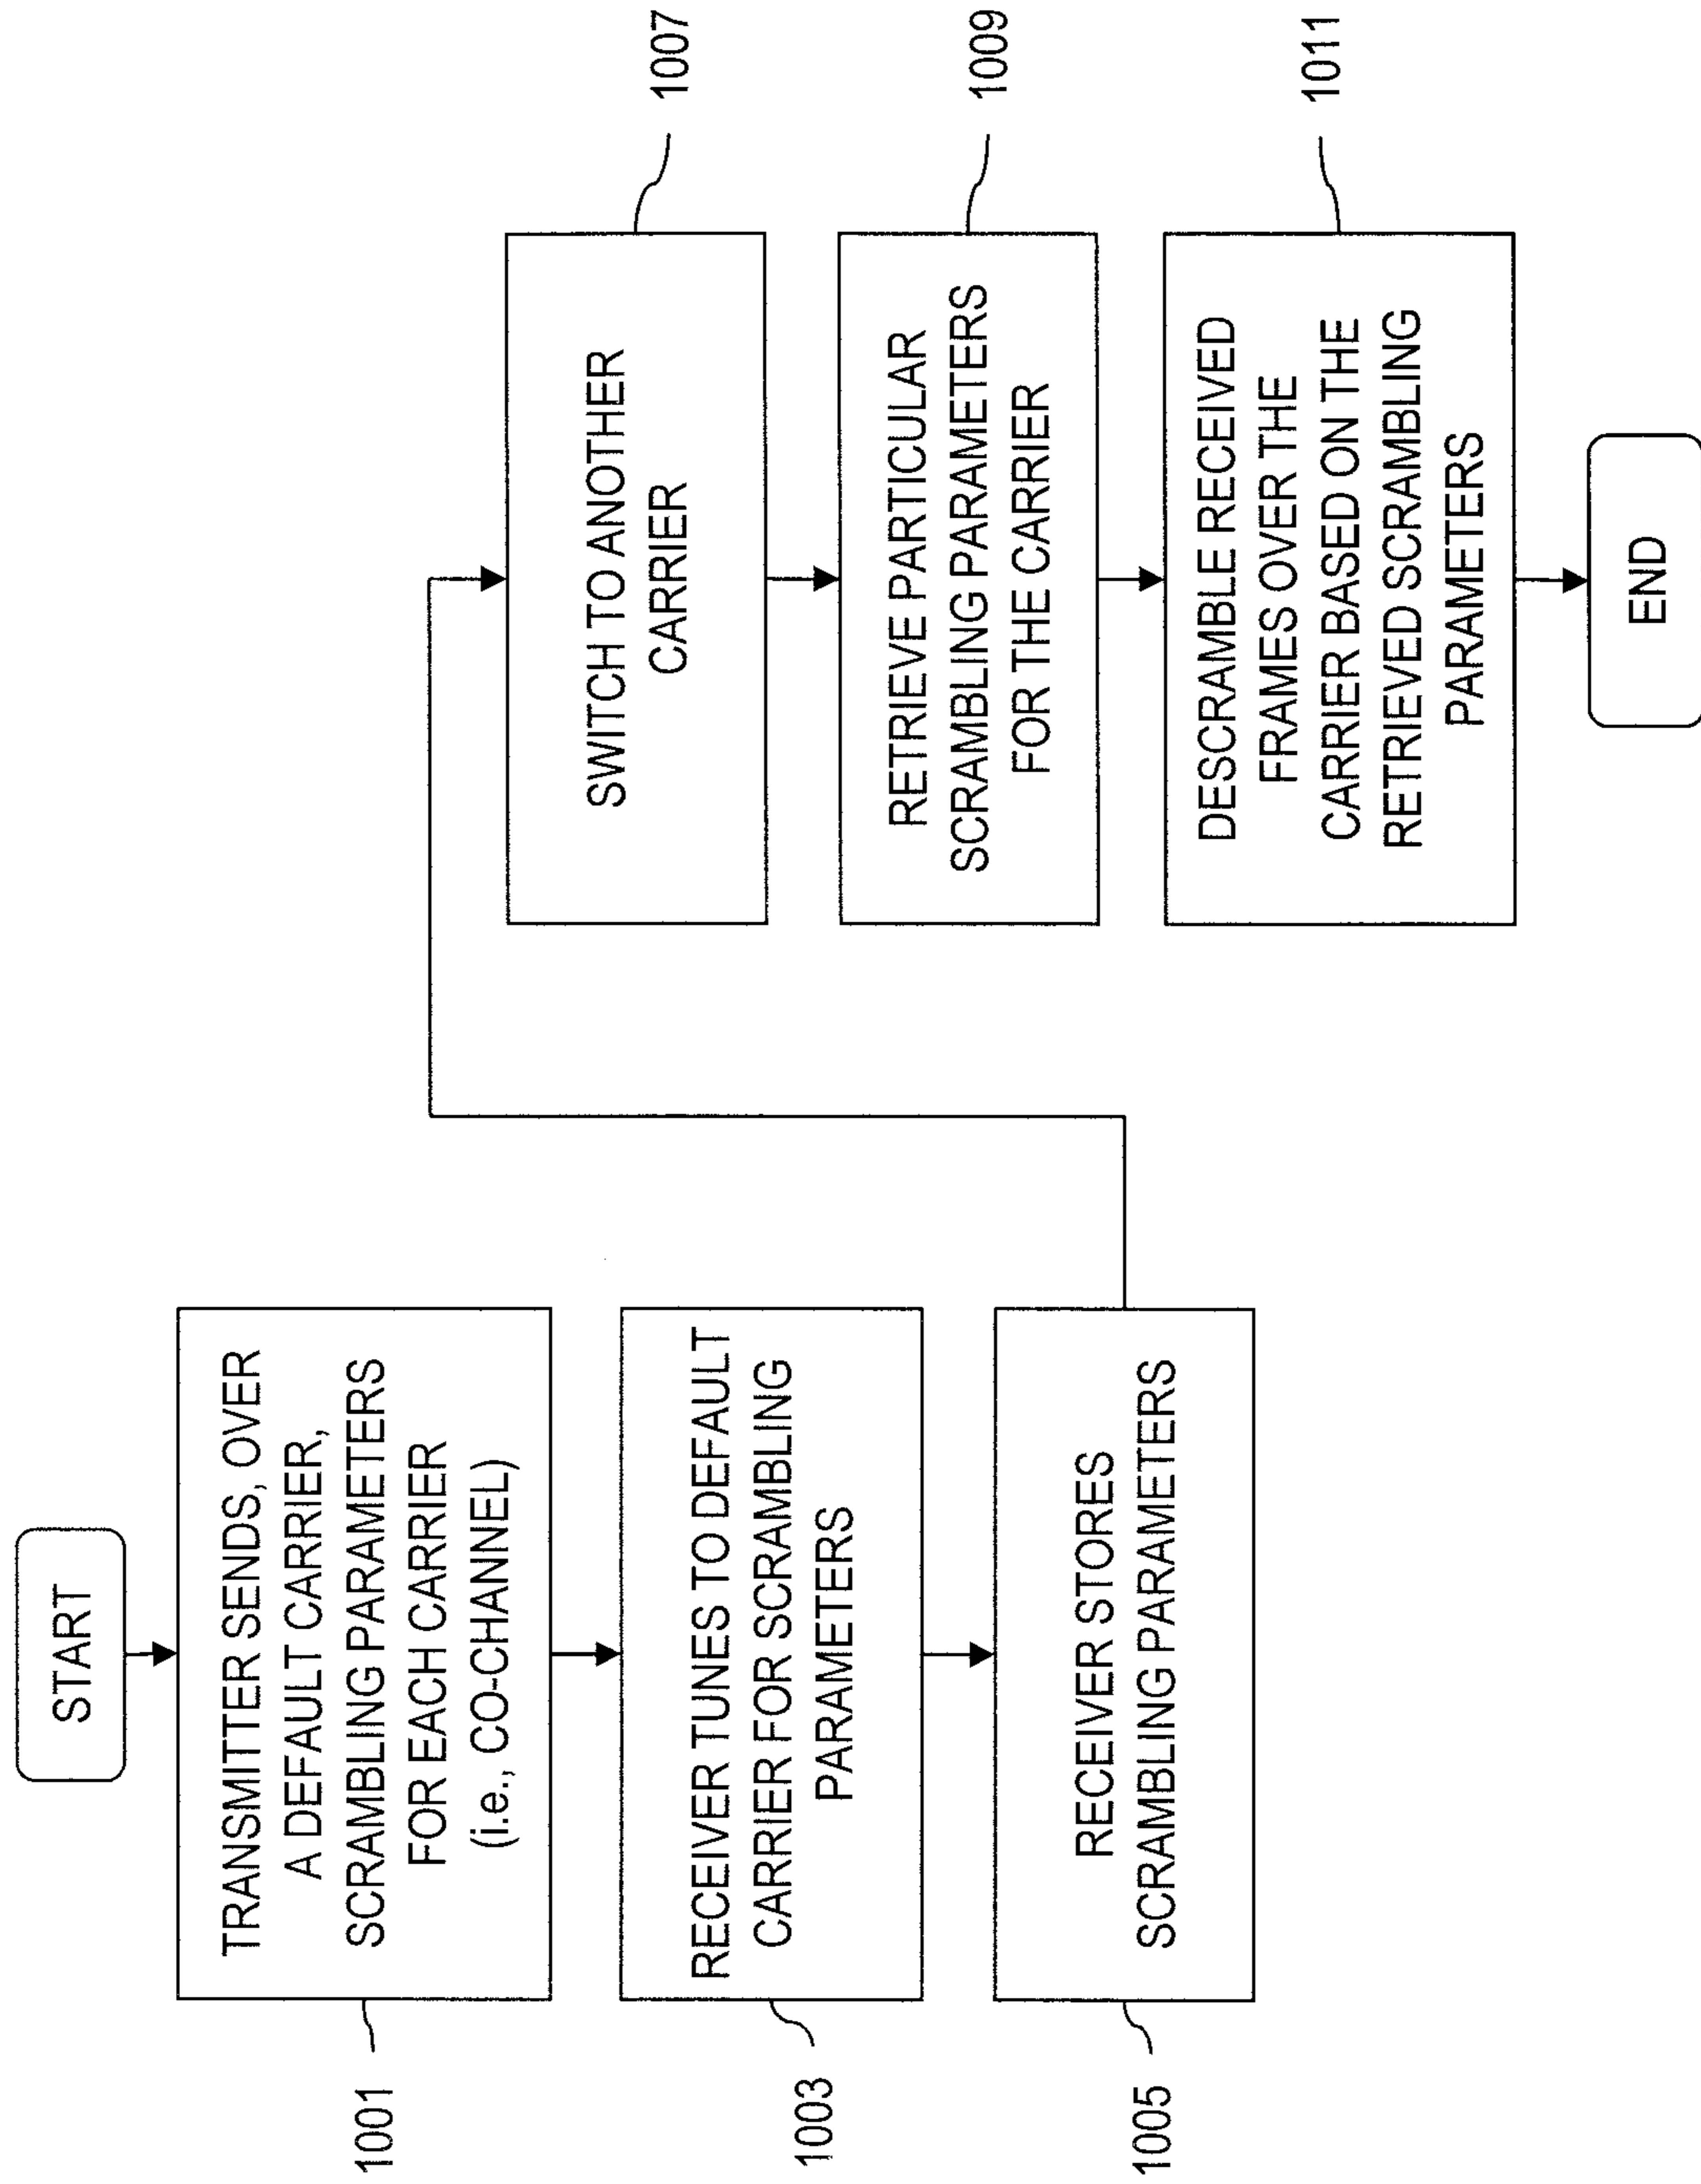 START
TRANSMITTER SENDS, OVER
A DEFAULT CARRIER,
SCRAMBLING PARAMETERS
FOR EACH CARRIER
(i.e., CO-CHANNEL)
1001
RECEIVER TUNES TO DEFAULT
CARRIER FOR SCRAMBLING
PARAMETERS
1003
RECEIVER STORES
SCRAMBLING PARAMETERS
1005
SWITCH TO ANOTHER
CARRIER
1007
RETRIEVE PARTICULAR
SCRAMBLING PARAMETERS
FOR THE CARRIER
1009
DESCRAMBLE RECEIVED
FRAMES OVER THE
CARRIER BASED ON THE
RETRIEVED SCRAMBLING
PARAMETERS
1011
END